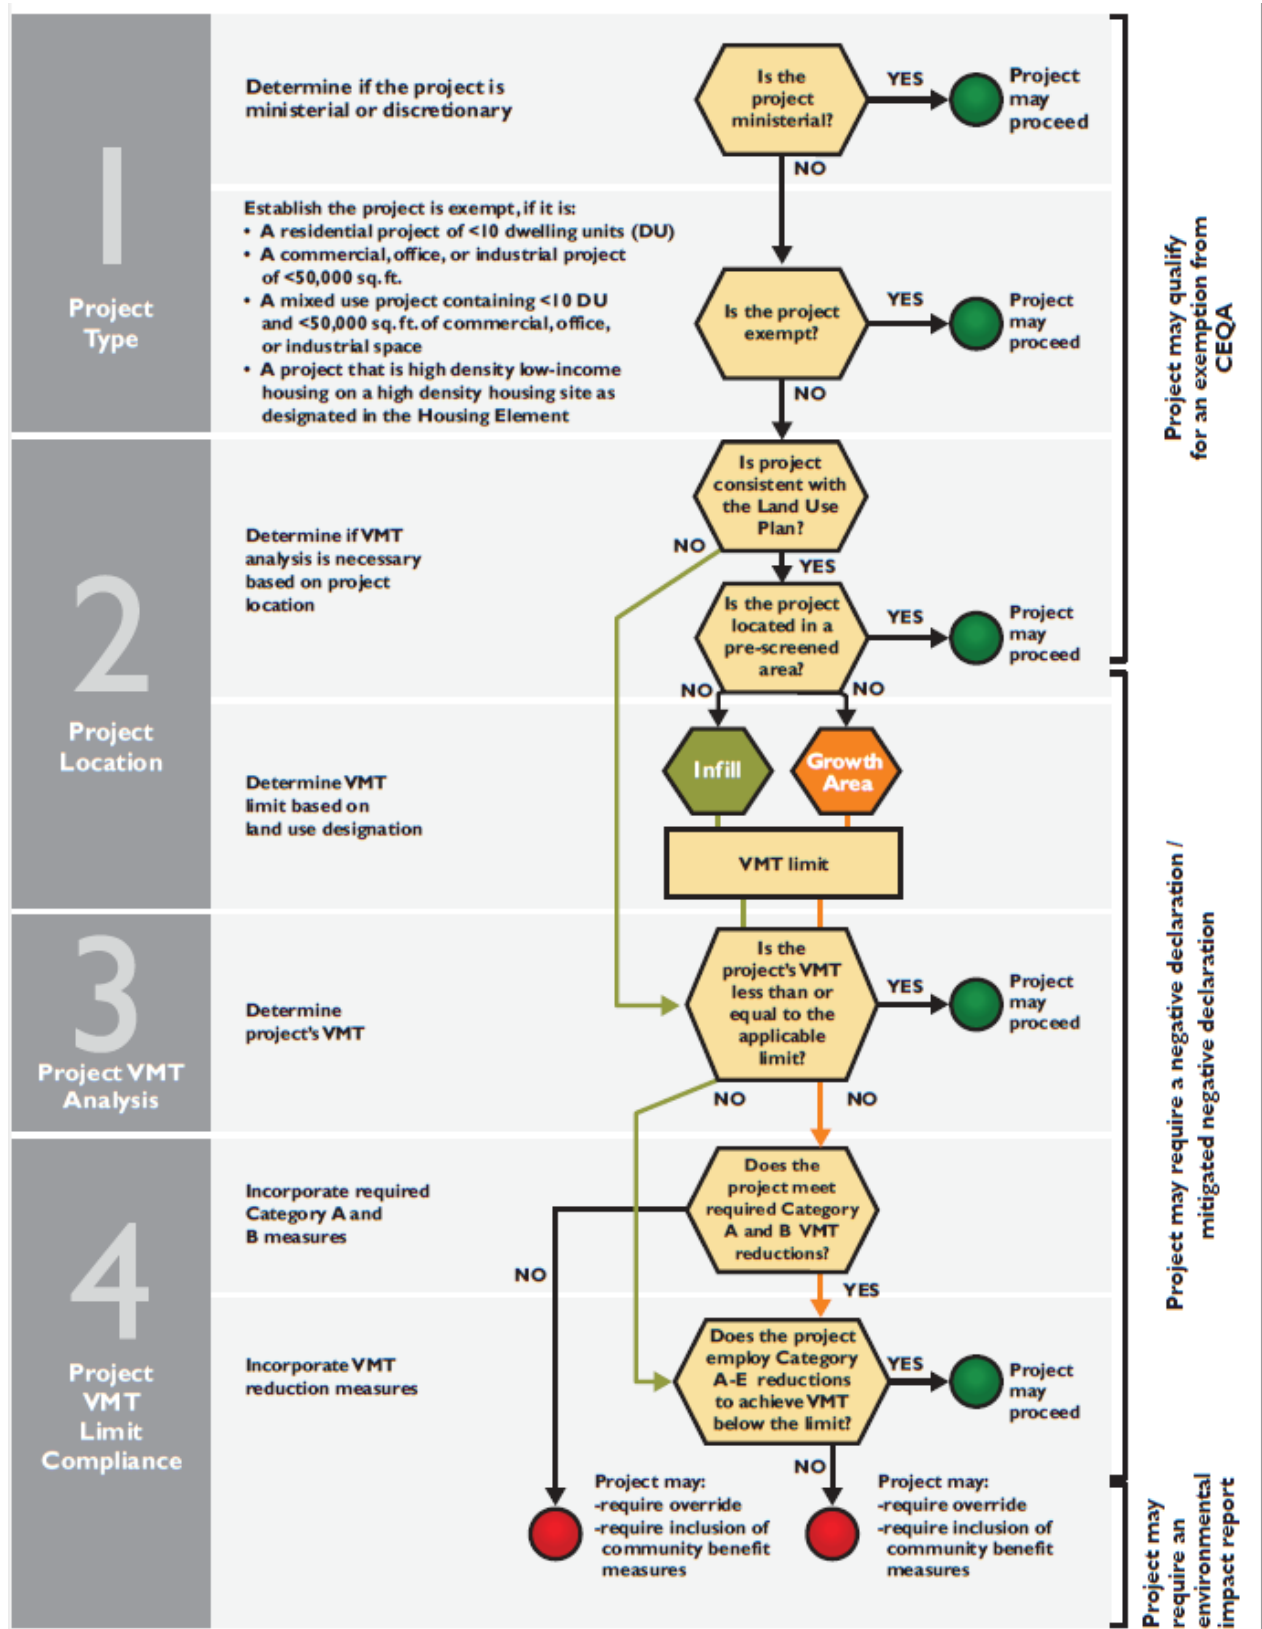 1
Project
Type
Determine if the project is
ministerial or discretionary
Is the
project
ministerial?
YES
Project
may
proceed
NO
Establish the project is exempt, if it is:
• A residential project of <10 dwelling units (DU)
• A commercial, office, or industrial project
of <50,000 sq. ft.
• A mixed use project containing <10 DU
and <50,000 sq. ft. of commercial, office,
or industrial space
• A project that is high density low-income
housing on a high density housing site as
designated in the Housing Element
Is the project
exempt?
YES
Project
may
proceed
NO
Project may qualify
for an exemption from
CEQA
2
Project
Location
Determine if VMT
analysis is necessary
based on project
location
Is project
consistent with
the Land Use
Plan?
NO
YES
Is the project
located in a
pre-screened
area?
YES
Project
may
proceed
NO
NO
Determine VMT
limit based on
land use designation
Infill
Growth
Area
VMT limit
3
Project VMT
Analysis
Determine
project's VMT
Is the
project's VMT
less than or
equal to the
applicable
limit?
YES
Project
may
proceed
NO
NO
Project may require a negative declaration /
mitigated negative declaration
4
Project
VMT
Limit
Compliance
Incorporate required
Category A and
B measures
Does the
project meet
required Category
A and B VMT
reductions?
NO
YES
Incorporate VMT
reduction measures
Does the project
employ Category
A-E reductions
to achieve VMT
below the limit?
YES
Project
may
proceed
NO
Project may:
-require override
-require inclusion of
community benefit
measures
Project may:
-require override
-require inclusion of
community benefit
measures
Project may
require an
environmental
impact report